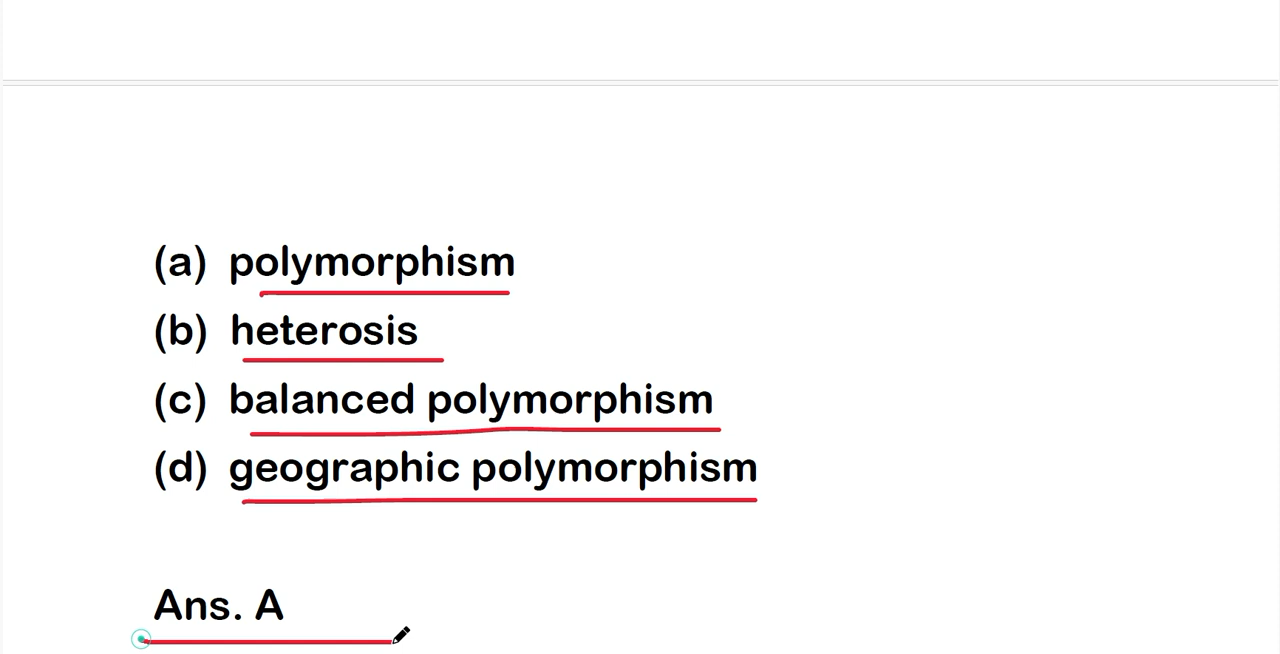 (a) polymorphism
(b) heterosis
(c) balanced polymorphism
(d) geographic polymorphism
Ans. A